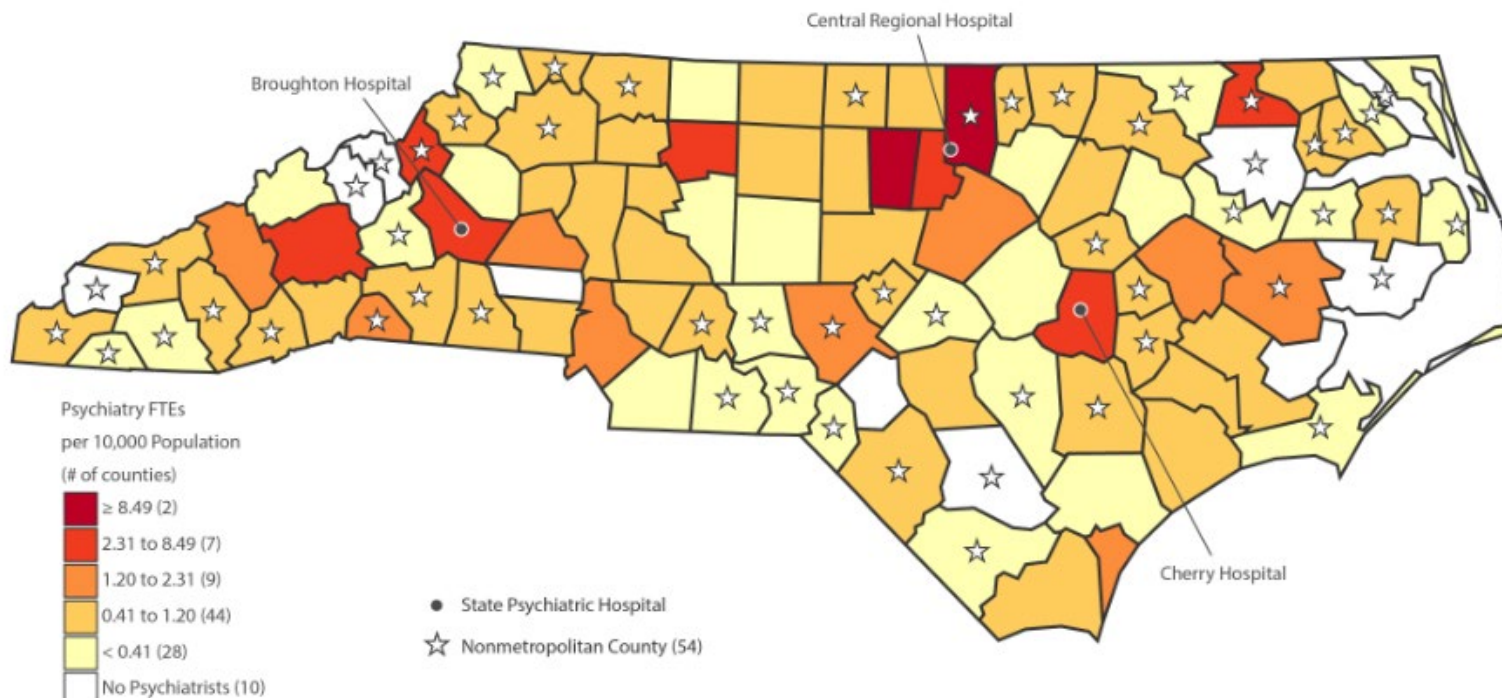 Central Regional Hospital
Broughton Hospital
Cherry Hospital
Psychiatry FTEs
per 10,000 Population
(# of counties)
≥ 8.49 (2)
2.31 to 8.49 (7)
1.20 to 2.31 (9)
0.41 to 1.20 (44)
< 0.41 (28)
No Psychiatrists (10)
State Psychiatric Hospital
Nonmetropolitan County (54)